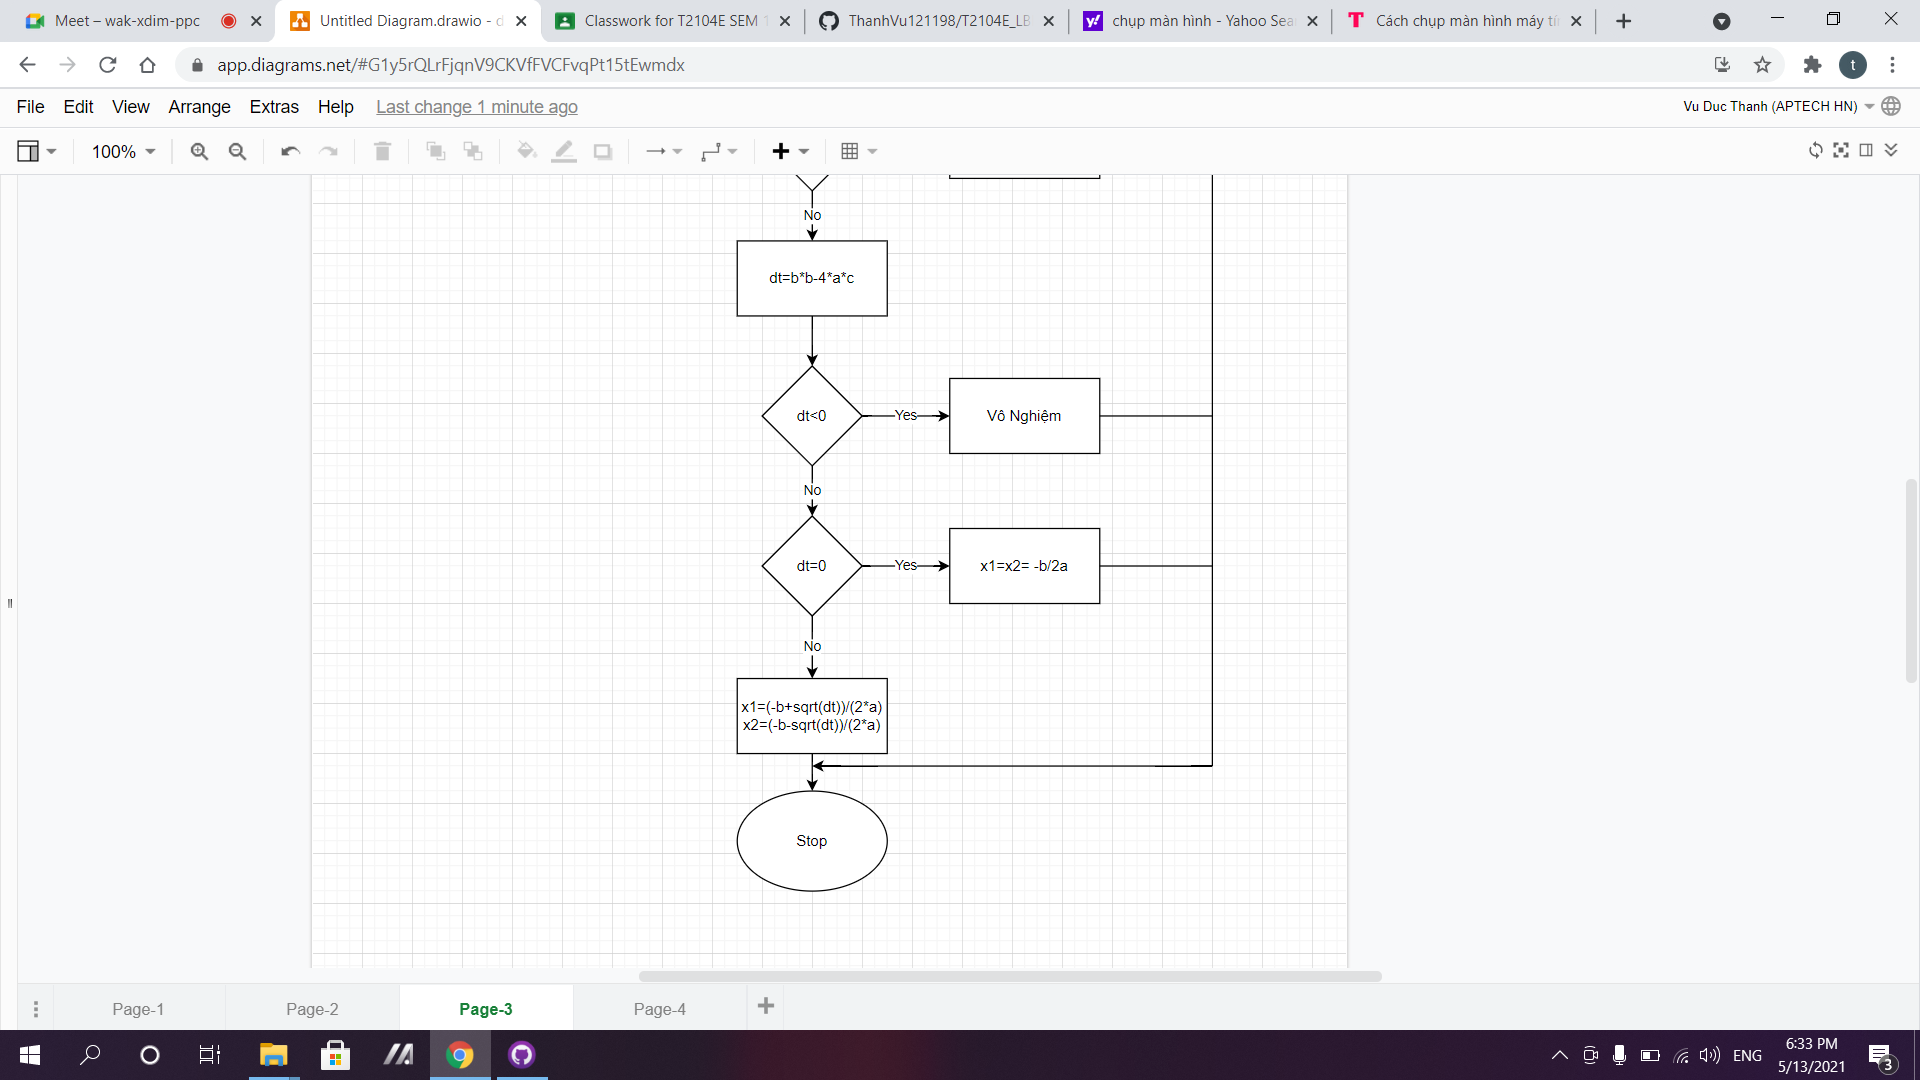 Meet – wak-xdim-ppc
Untitled Diagram.drawio - d
Classwork for T2104E SEM 1
ThanhVu121198/T2104E_LB
chụp màn hình - Yahoo Sea
Cách chụp màn hình máy tín
app.diagrams.net/#G1y5rQLrFjqnV9CKVfFVCFvqPt15tEwmdx
t
File Edit View Arrange Extras Help Last change 1 minute ago
Vu Duc Thanh (APTECH HN)
100%
No
dt=b*b-4*a*c
dt<0
Yes
Vô Nghiệm
No
dt=0
Yes
x1=x2= -b/2a
No
x1=(-b+sqrt(dt))/(2*a)
x2=(-b-sqrt(dt))/(2*a)
Stop
Page-1
Page-2
Page-3
Page-4
ENG
6:33 PM
5/13/2021
3